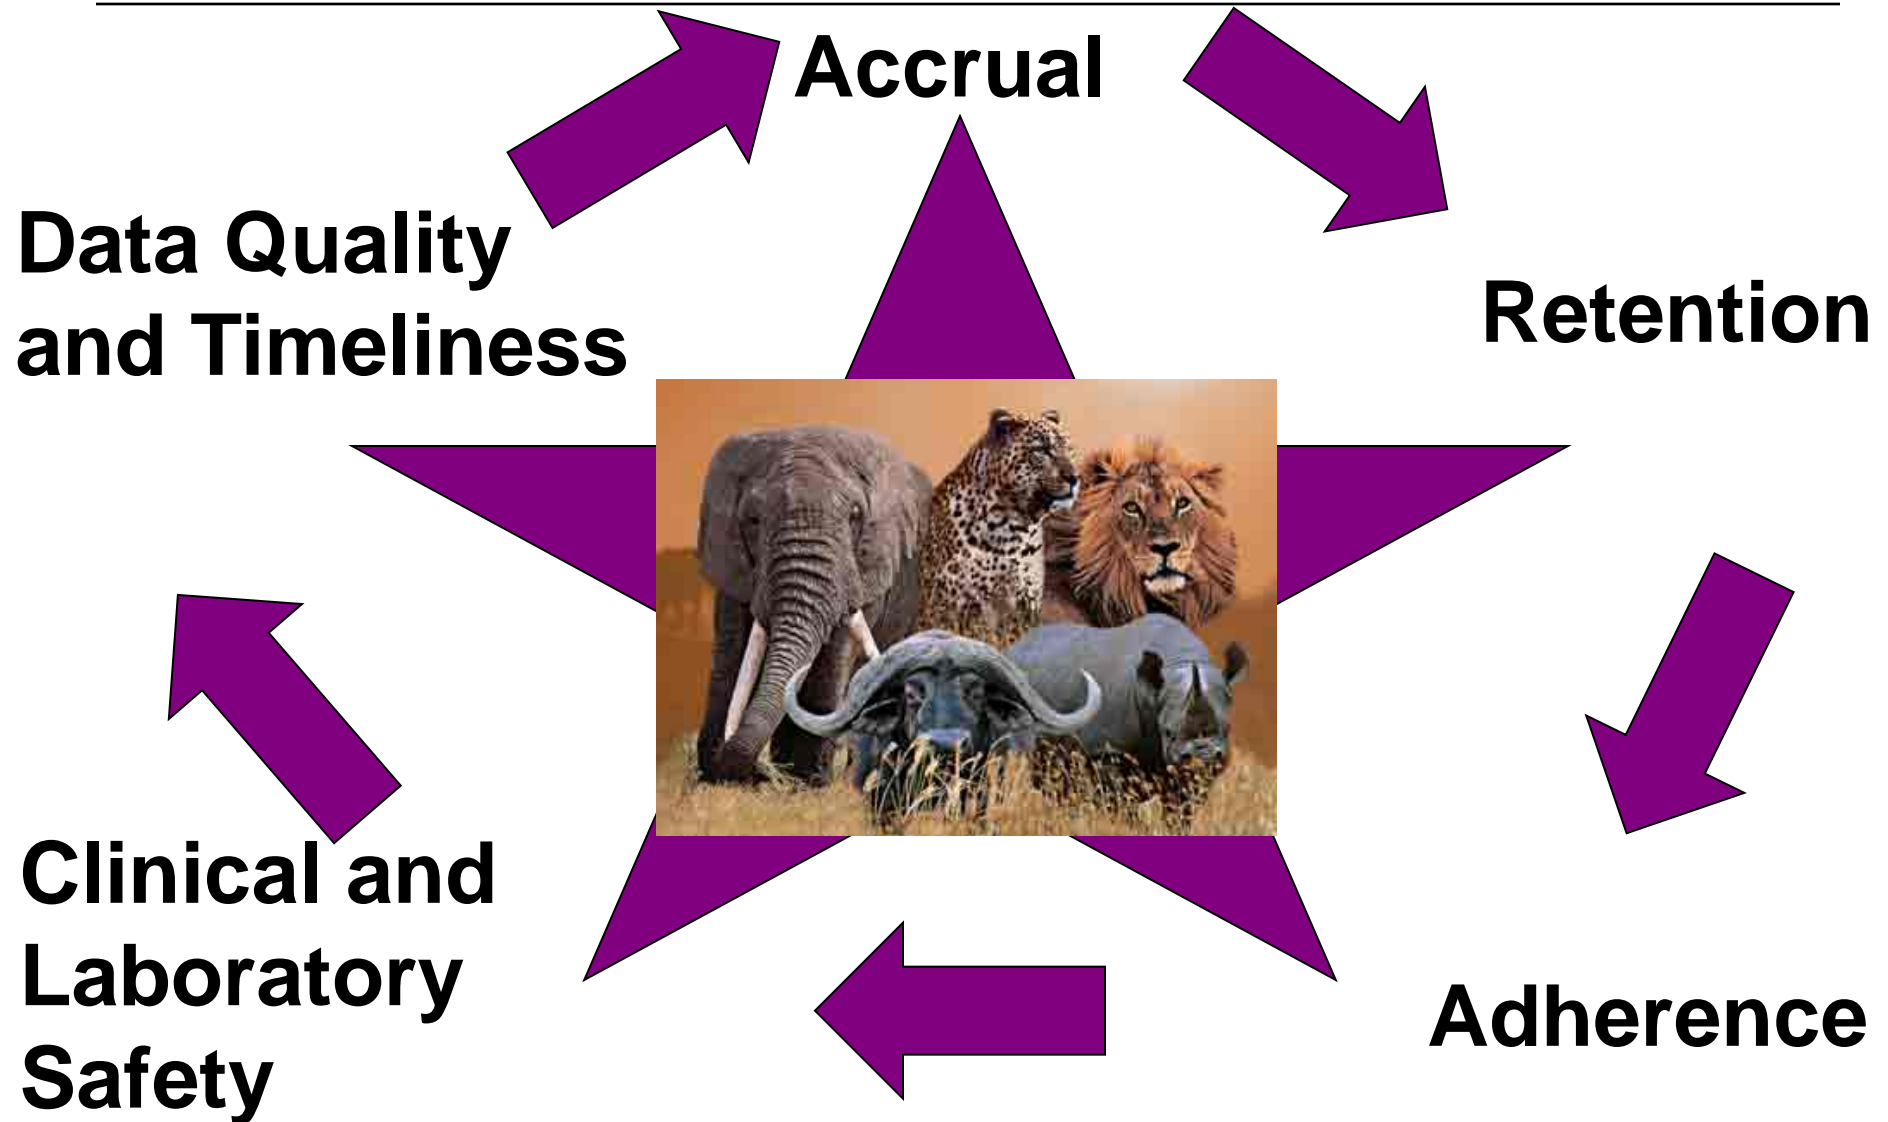 Accrual
Retention
Adherence
Clinical and
Laboratory
Safety
Data Quality
and Timeliness